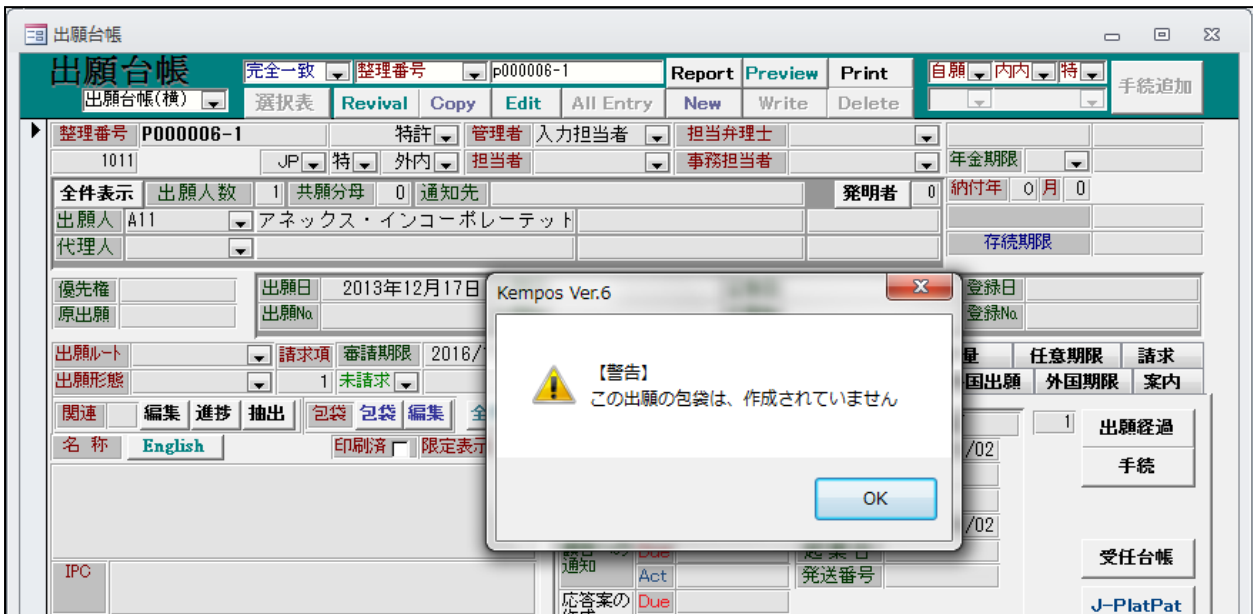 出願台帳
出願台帳 完全一致 整理番号 p000006-1 Report Preview Print 自願 内内 特 手続追加
出願台帳(横) 選択表 Revival Copy Edit All Entry New Write Delete
整理番号 P000006-1 特許 管理者 入力担当者 担当弁理士
1011 JP 特 外内 担当者 事務担当者 年金期限
全件表示 出願人数 1 共願分母 0 通知先 発明者 0 納付年 0 月 0
出願人 A11 アネックス・インコーポレーテット
代理人 存続期限
優先権 出願日 2013年12月17日 登録日
原出願 出願No. 登録No.
Kempos Ver.6
【警告】
この出願の包袋は、作成されていません
OK
出願ルート 請求項 審請期限 2016/ 量 任意期限 請求
出願形態 1 未請求 国出願 外国期限 案内
関連 編集 進捗 抽出 包袋 包袋 編集 全 1 出願経過
名 称 English 印刷済 限定表示 /02
手続
/02
Due
IPC 通知 Act 発送番号 受任台帳
応答案の Due J-PlatPat